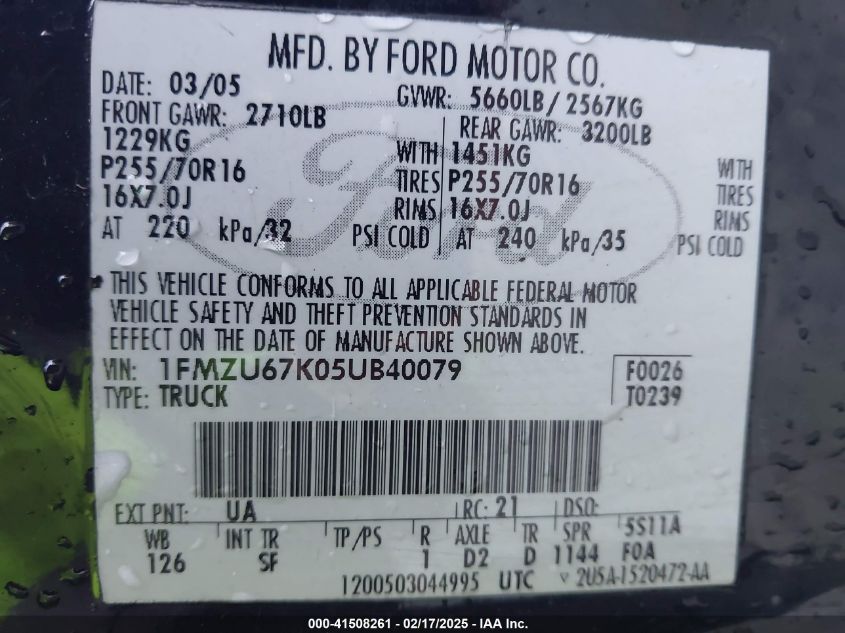 MFD. BY FORD MOTOR CO.
DATE: 03/05 GVWR: 5660LB/2567KG
FRONT GAWR: 2710LB REAR GAWR: 3200LB
1229KG WITH 1451KG WITH
P255/70R16 TIRES P255/70R16 TIRES
16X7.0J RIMS 16X7.0J RIMS
AT 220 kPa/32 PSI COLD AT 240 kPa/35 PSI COLD
Ford
THIS VEHICLE CONFORMS TO ALL APPLICABLE FEDERAL MOTOR
VEHICLE SAFETY AND THEFT PREVENTION STANDARDS IN
EFFECT ON THE DATE OF MANUFACTURE SHOWN ABOVE.
VIN: 1FMZU67K05UB40079 F0026
TYPE: TRUCK T0239
EXT PNT: UA RC: 21 DSO:
WB INT TR TP/PS R AXLE TR SPR 5S11A
126 SF 1 D2 D 1144 F0A
1200503044995 UTC V 2U5A-1520472-AA
000-41508261 - 02/17/2025 - IAA Inc.